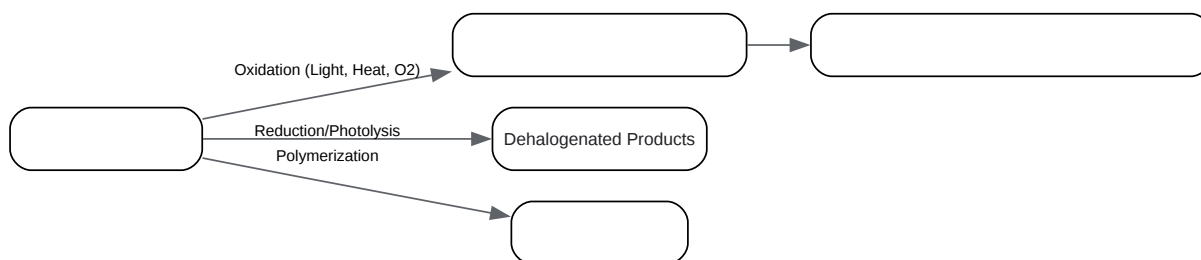 Oxidation (Light, Heat, O2)
Reduction/Photolysis
Dehalogenated Products
Polymerization